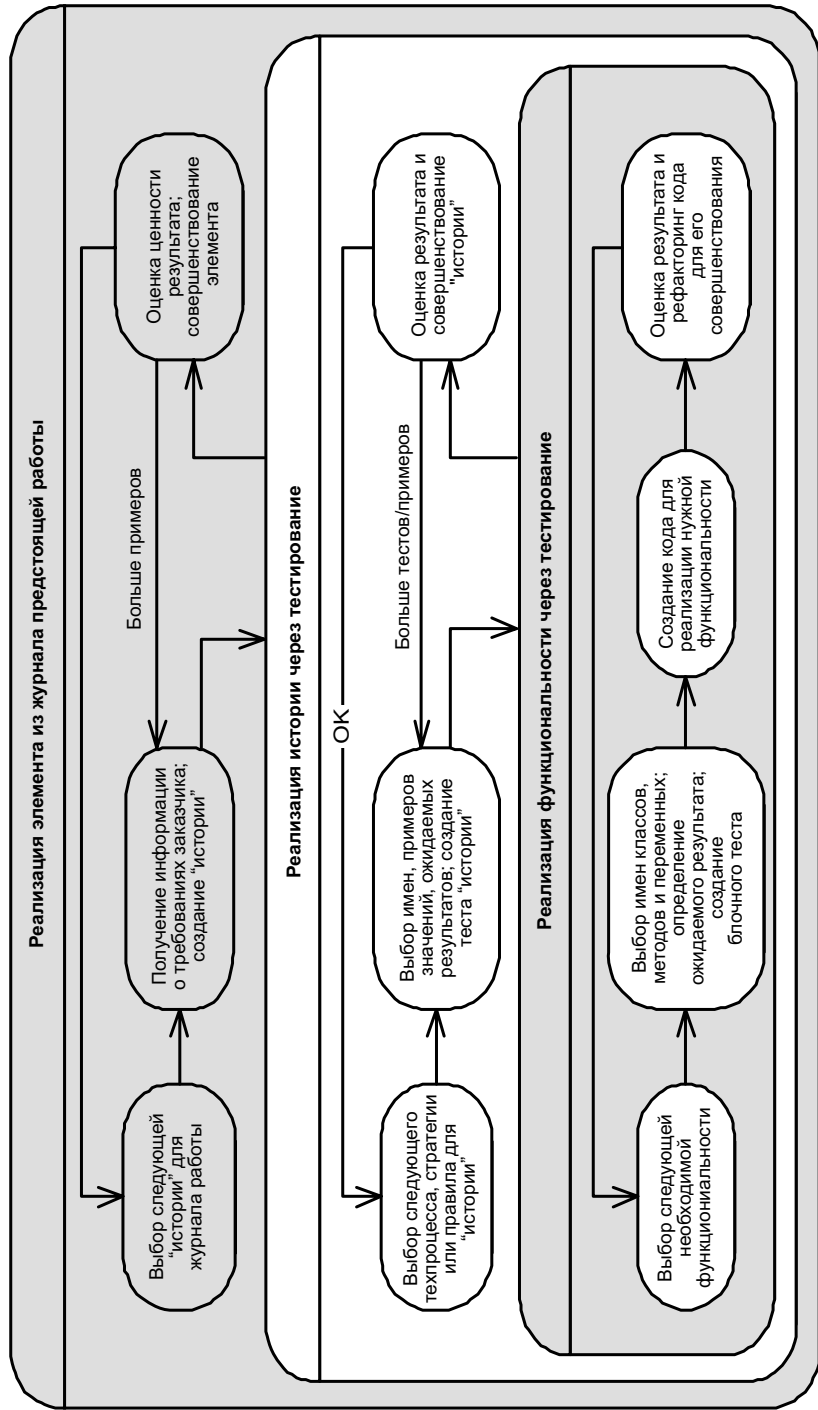 Реализация элемента из журнала предстоящей работы
Выбор следующей
“истории” для
журнала работы
Получение информации
о требованиях заказчика;
создание “истории”
Больше примеров
Оценка ценности
результата;
совершенствование
элемента
Реализация истории через тестирование
OK
Выбор следующего
техпроцесса, стратегии
или правила для
“истории”
Выбор имен, примеров
значений, ожидаемых
результатов; создание
теста “истории”
Больше тестов/примеров
Оценка результата и
совершенствование
"истории"
Реализация функциональности через тестирование
Выбор следующей
необходимой
функциональности
Выбор имен классов,
методов и переменных;
определение
ожидаемого результата;
создание
блочного теста
Создание кода для
реализации нужной
функциональности
Оценка результата и
рефакторинг кода
для его
совершенствования